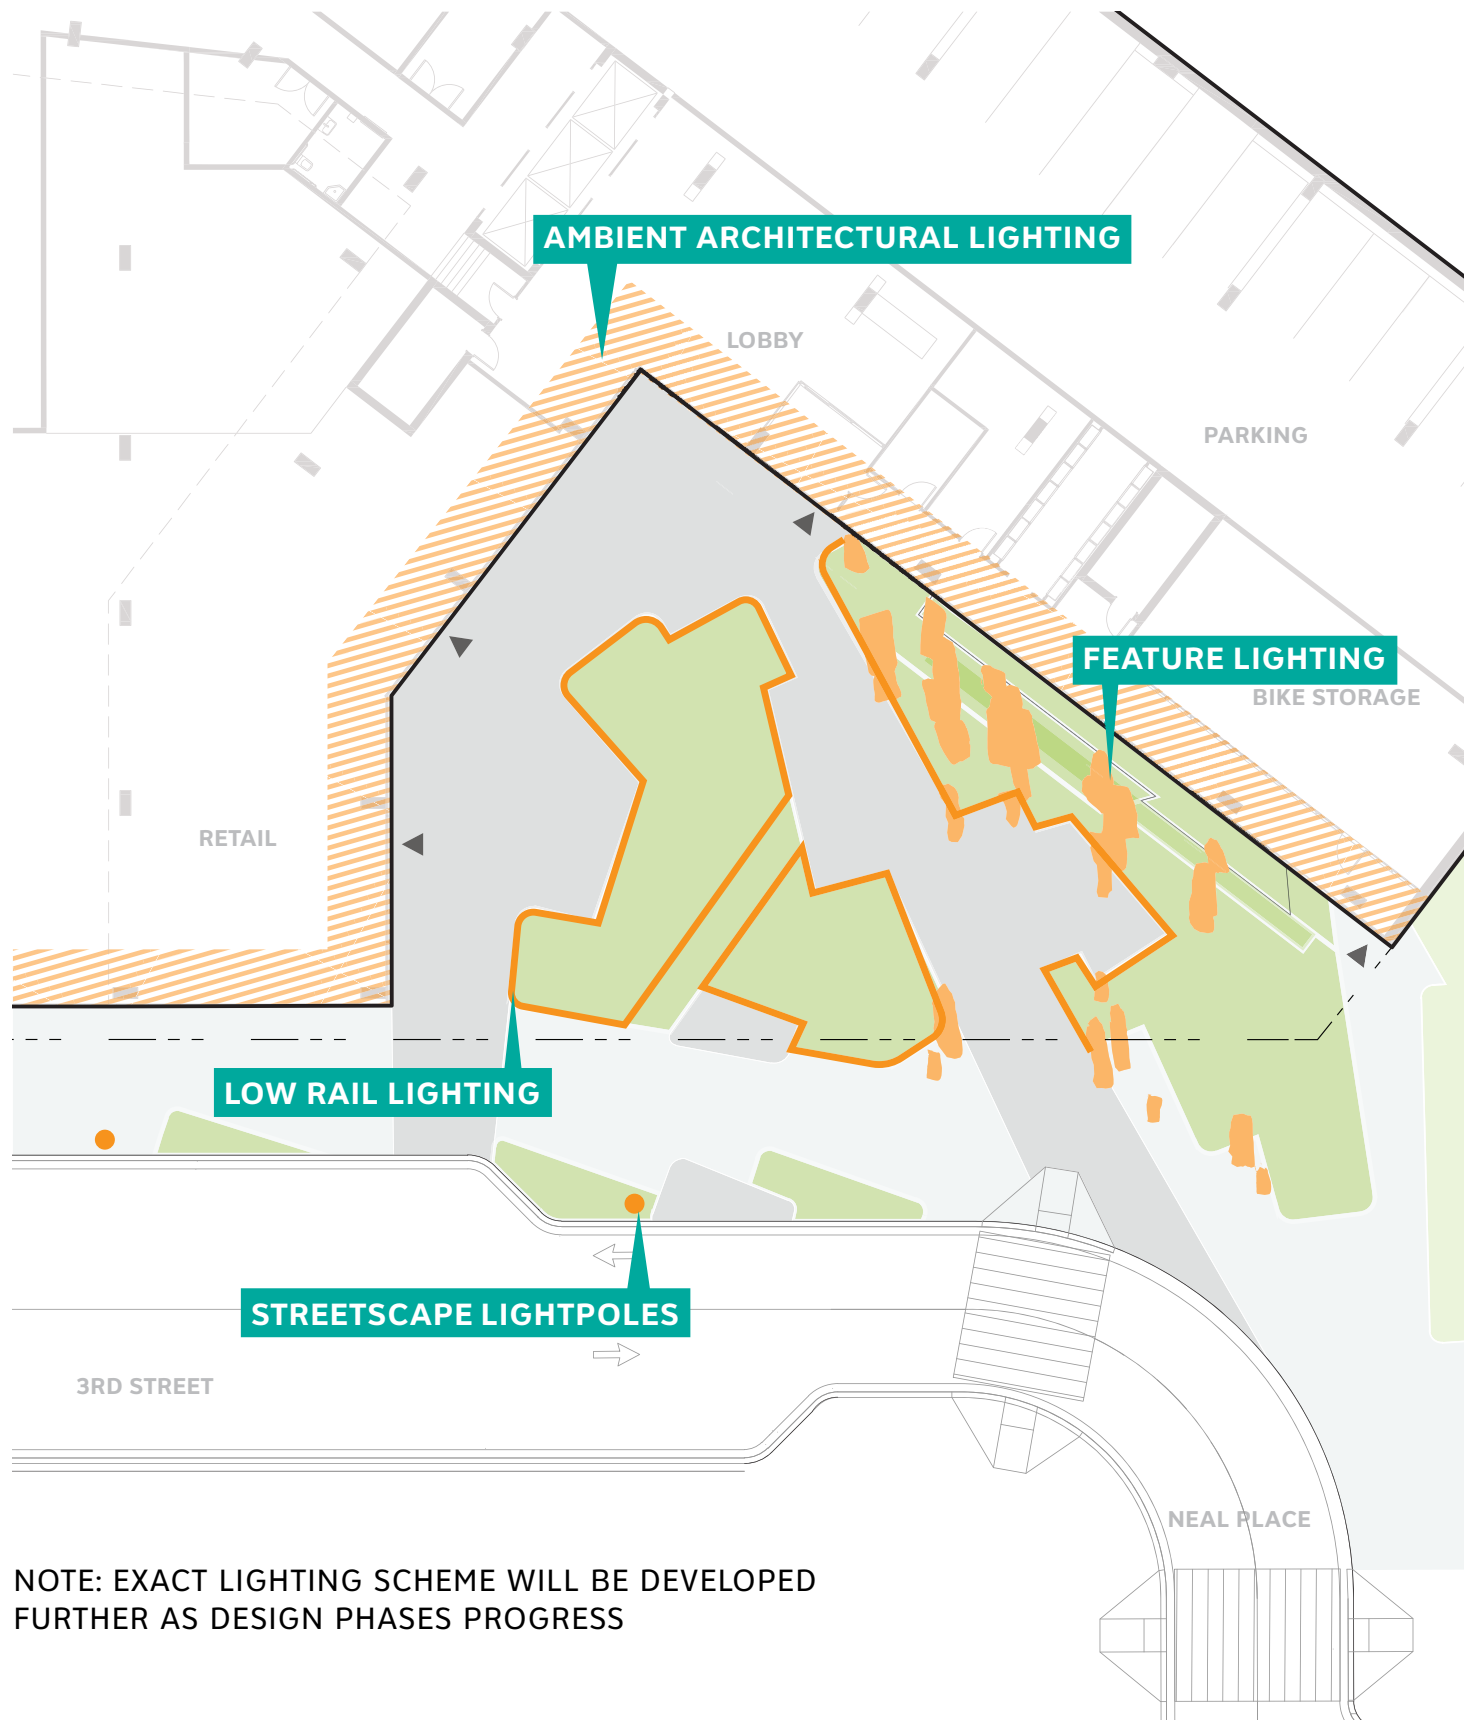 AMBIENT ARCHITECTURAL LIGHTING
LOBBY
PARKING
FEATURE LIGHTING
BIKE STORAGE
RETAIL
LOW RAIL LIGHTING
STREETSCAPE LIGHTPOLES
3RD STREET
NEAL PLACE
NOTE: EXACT LIGHTING SCHEME WILL BE DEVELOPED
FURTHER AS DESIGN PHASES PROGRESS